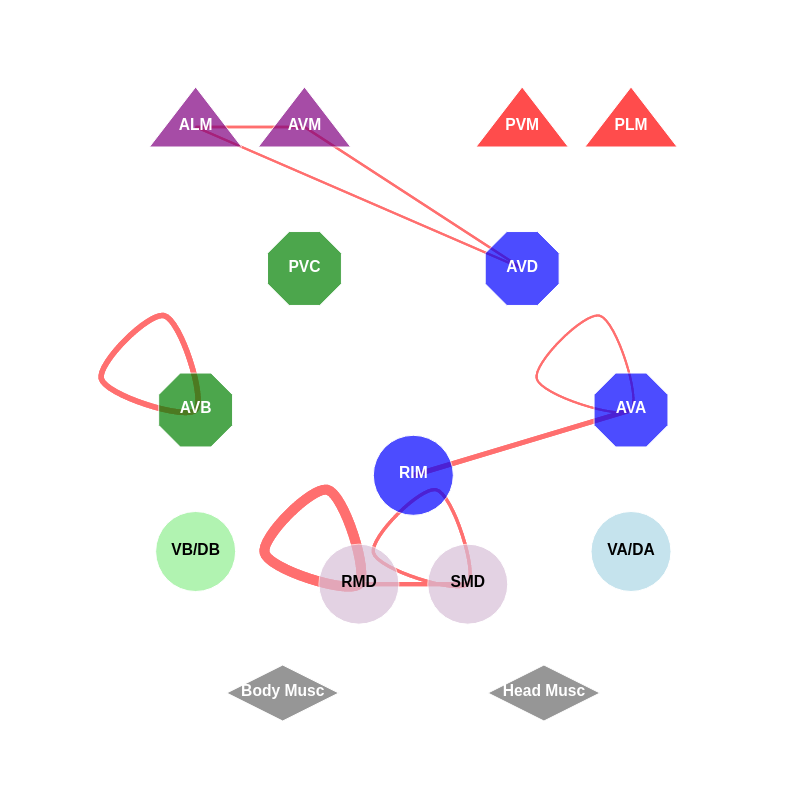 ALM
AVM
PVM
PLM
PVC
AVD
AVB
AVA
RIM
VB/DB
RMD
SMD
VA/DA
Body Musc
Head Musc